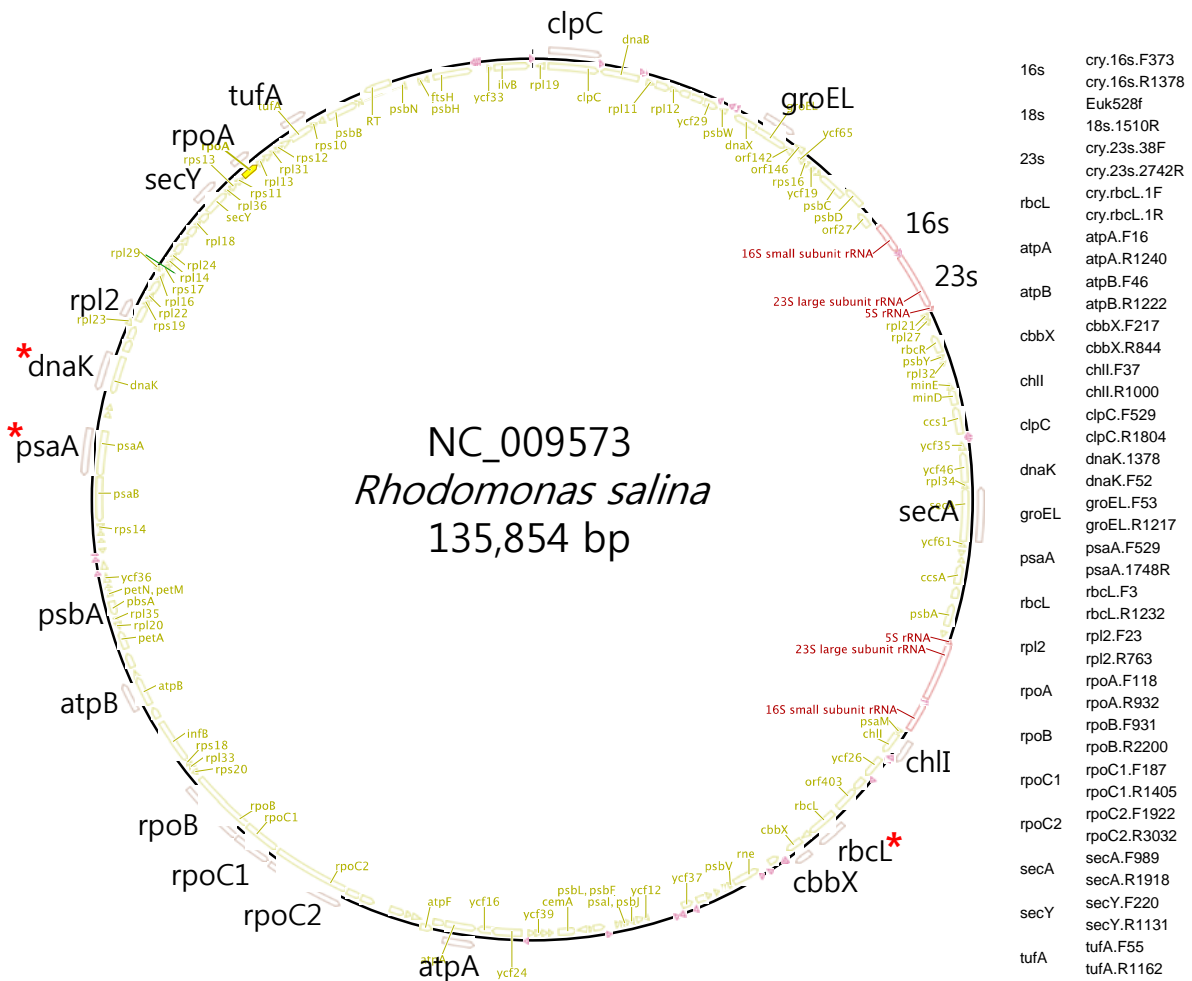 clpC
dnaB
ycf33
ilvB
rpl19
clpC
rpl11
rpl12
ycf29
psbW
dnaX
groEL
orf142
ycf65
orf146
rps16
ycf19
psbC
psbD
orf27
16s
16S small subunit rRNA
23s
23S large subunit rRNA
5S rRNA
rpl21
rpl27
rbcR
psbY
rpl32
minE
minD
ccs1
ycf35
ycf46
rpl34
secA
ycf61
ccsA
psbA
5S rRNA
23S large subunit rRNA
16S small subunit rRNA
psaM
chlI
chlI
ycf26
orf403
rbcL
rbcL*
cbbX
cbbX
rne
psbV
ycf37
ycf12
psbL, psbF
psaI, psbJ
cemA
ycf39
ycf24
ycf16
atpF
atpA
atpA
rpoC2
rpoC2
rpoC1
rpoC1
rpoB
rpoB
rps20
rpl33
rps18
infB
atpB
atpB
petA
rpl20
rpl35
pbsA
petN, petM
ycf36
psbA
rps14
psaB
psaA
*psaA
dnaK
*dnaK
rpl23
rpl2
rps19
rpl22
rpl16
rps17
rpl14
rpl24
rpl29
rpl18
secY
secY
rpl36
rps11
rps13
rpl13
rpoA
rpoA
rpl31
rps12
tufA
tufA
rps10
psbB
RT
psbN
psbH
ftsH
NC_009573
Rhodomonas salina
135,854 bp
16s cry.16s.F373
cry.16s.R1378
18s Euk528f
18s.1510R
23s cry.23s.38F
cry.23s.2742R
rbcL cry.rbcL.1F
cry.rbcL.1R
atpA atpA.F16
atpA.R1240
atpB atpB.F46
atpB.R1222
cbbX cbbX.F217
cbbX.R844
chlI chlI.F37
chlI.R1000
clpC clpC.F529
clpC.R1804
dnaK dnaK.1378
dnaK.F52
groEL groEL.F53
groEL.R1217
psaA psaA.F529
psaA.1748R
rbcL rbcL.F3
rbcL.R1232
rpl2 rpl2.F23
rpl2.R763
rpoA rpoA.F118
rpoA.R932
rpoB rpoB.F931
rpoB.R2200
rpoC1 rpoC1.F187
rpoC1.R1405
rpoC2 rpoC2.F1922
rpoC2.R3032
secA secA.F989
secA.R1918
secY secY.F220
secY.R1131
tufA tufA.F55
tufA.R1162